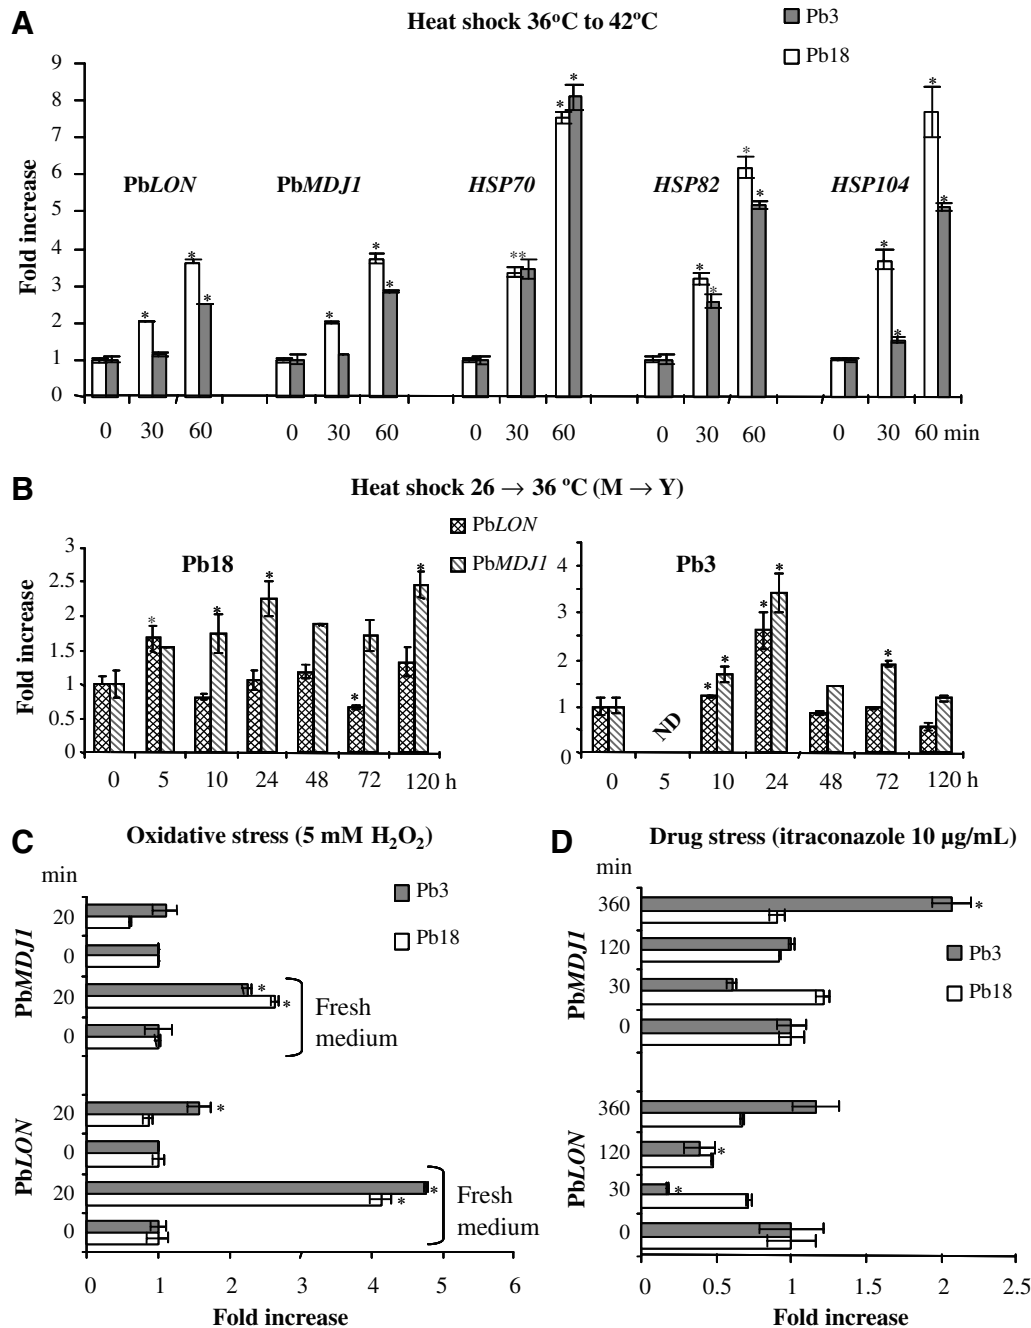 A
Heat shock 36ºC to 42ºC
Pb3
Pb18
Fold increase
9
8
7
6
5
4
3
2
1
0
PbLON
PbMDJ1
HSP70
HSP82
HSP104
* * * * * ** * * * * * * * * * *
0 30 60 0 30 60 0 30 60 0 30 60 0 30 60 min
B
Heat shock 26 → 36 ºC (M → Y)
PbLON
PbMDJ1
Pb18
Fold increase
3
2.5
2
1.5
1
0.5
0
* * * * *
0 5 10 24 48 72 120 h
Pb3
4
3
2
1
0
ND
* * * * *
0 5 10 24 48 72 120 h
C
Oxidative stress (5 mM H₂O₂)
min
Pb3
Pb18
PbMDJ1
20
0
20 * *
0
Fresh
medium
PbLON
20 *
0
20 * *
0
Fresh
medium
0 1 2 3 4 5 6
Fold increase
D
Drug stress (itraconazole 10 µg/mL)
min
Pb3
Pb18
PbMDJ1
360 *
120
30
0
PbLON
360
120 *
30 *
0
0 0.5 1 1.5 2 2.5
Fold increase